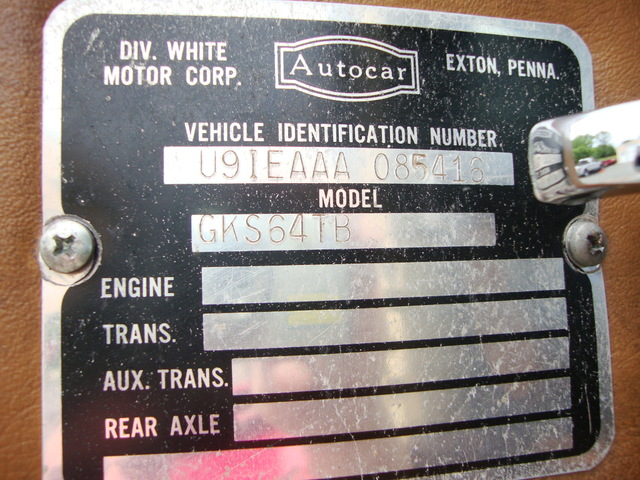 DIV. WHITE
MOTOR CORP.
Autocar
EXTON, PENNA.
VEHICLE IDENTIFICATION NUMBER
U9IEAAA 085416
MODEL
GKS64TB
ENGINE
TRANS.
AUX. TRANS.
REAR AXLE